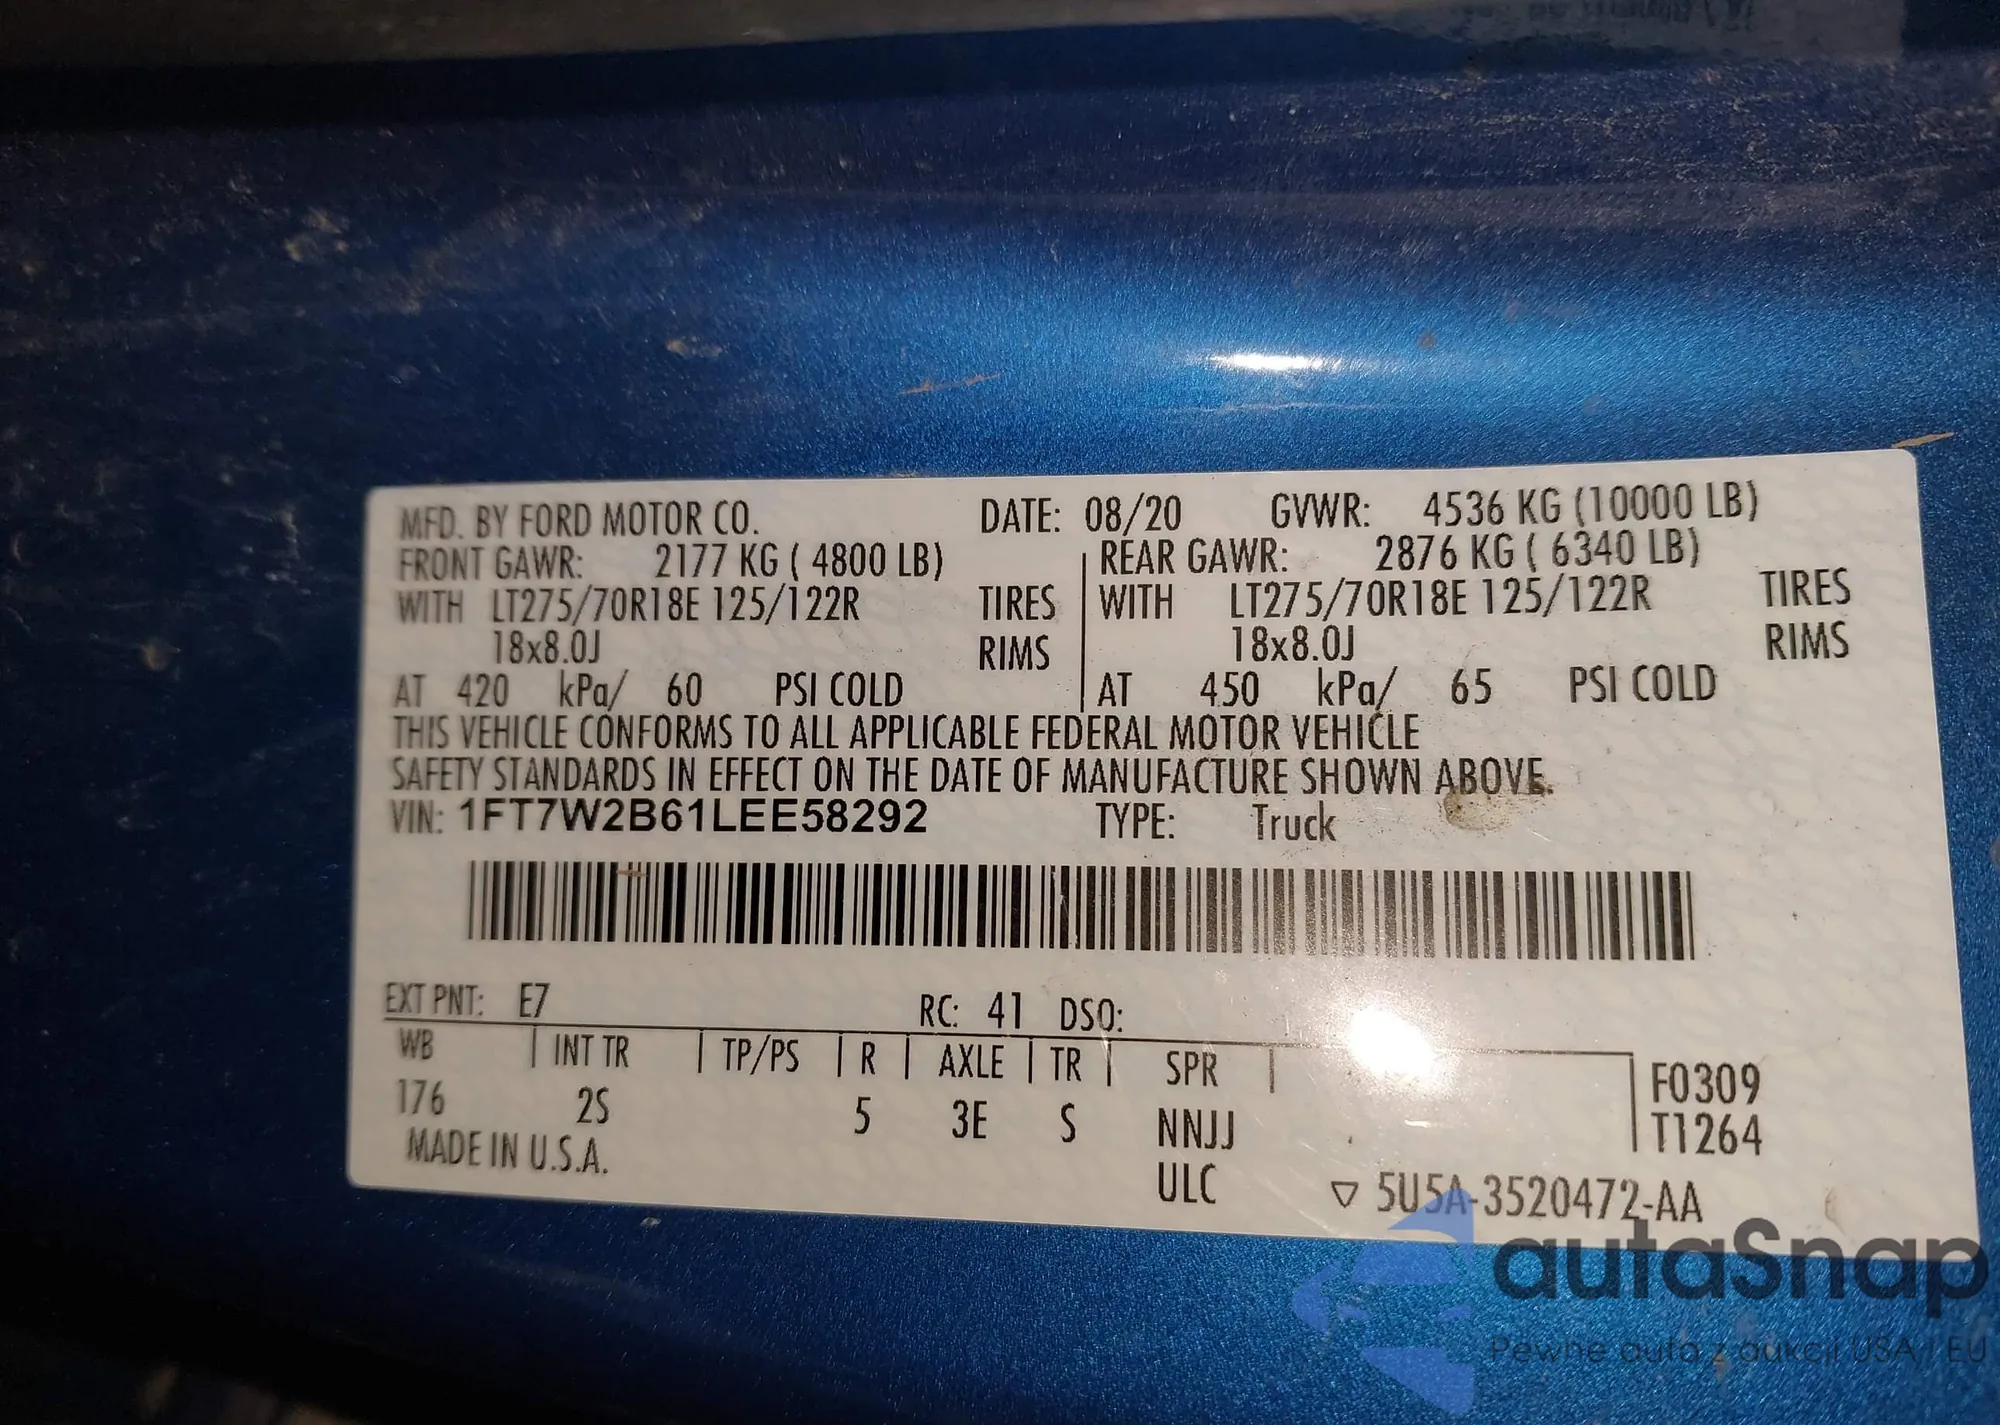 MFD. BY FORD MOTOR CO. DATE: 08/20 GVWR: 4536 KG (10000 LB)
FRONT GAWR: 2177 KG ( 4800 LB) REAR GAWR: 2876 KG ( 6340 LB)
WITH LT275/70R18E 125/122R TIRES WITH LT275/70R18E 125/122R TIRES
18x8.0J RIMS 18x8.0J RIMS
AT 420 kPa/ 60 PSI COLD AT 450 kPa/ 65 PSI COLD
THIS VEHICLE CONFORMS TO ALL APPLICABLE FEDERAL MOTOR VEHICLE
SAFETY STANDARDS IN EFFECT ON THE DATE OF MANUFACTURE SHOWN ABOVE.
VIN: 1FT7W2B61LEE58292 TYPE: Truck
EXT PNT: E7 RC: 41 DSO:
WB INT TR TP/PS R AXLE TR SPR F0309
176 2S 5 3E S NNJJ T1264
MADE IN U.S.A. ULC 5U5A-3520472-AA
autaSnap
Pewne auta z aukcji USA i EU